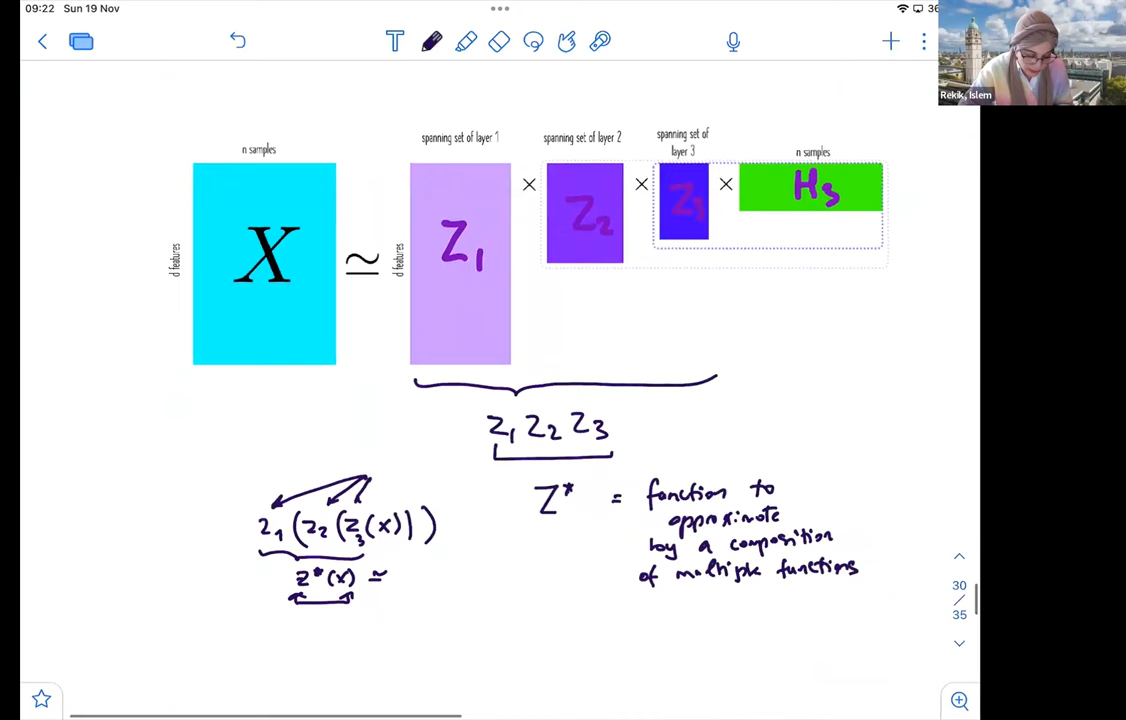 09:22 Sun 19 Nov
Rekik, Islem
spanning set of layer 1
spanning set of layer 2
spanning set of
layer 3
n samples
n samples
d features
X
≃
d features
Z1
×
Z2
×
×
H3
Z1 Z2 Z3
Z* = function to
approximate
by a composition
of multiple functions
Z1(Z2(Z3(x)))
Z*(x) ≃
30
/
35